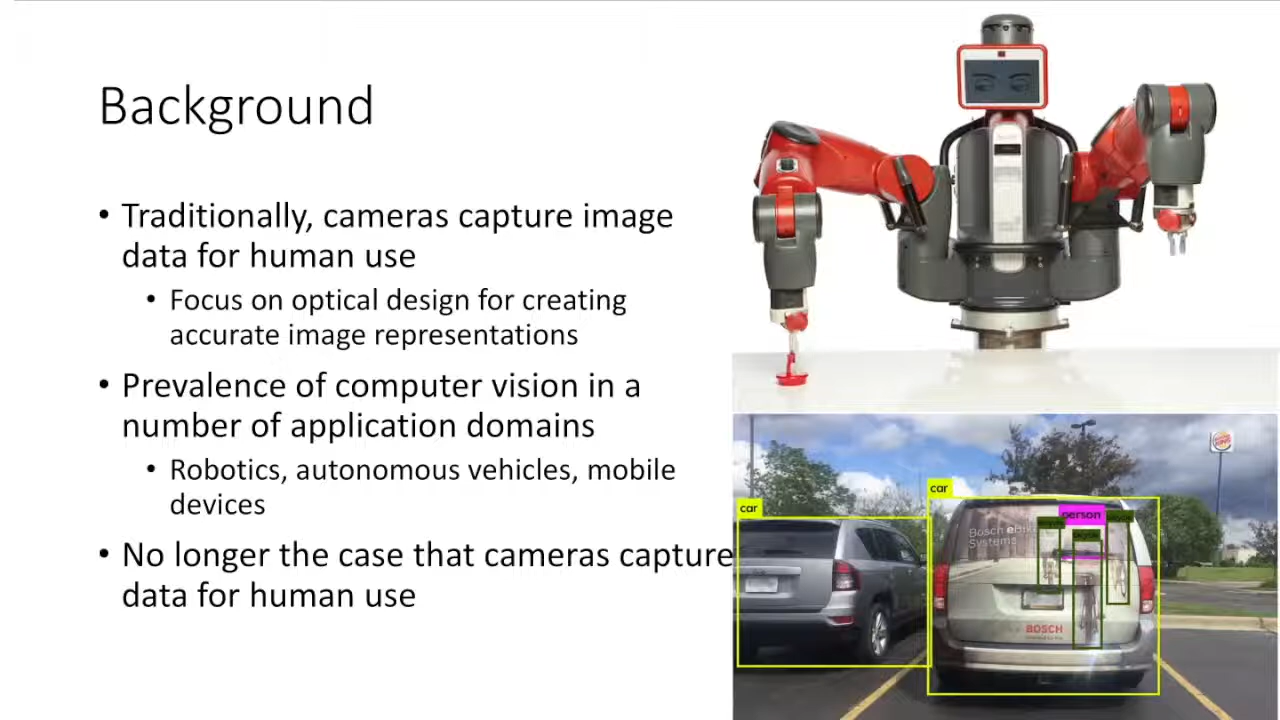 Background
• Traditionally, cameras capture image
data for human use
• Focus on optical design for creating
accurate image representations
• Prevalence of computer vision in a
number of application domains
• Robotics, autonomous vehicles, mobile
devices
• No longer the case that cameras capture
data for human use
car
car
person
Bosch eBike
Systems
BOSCH